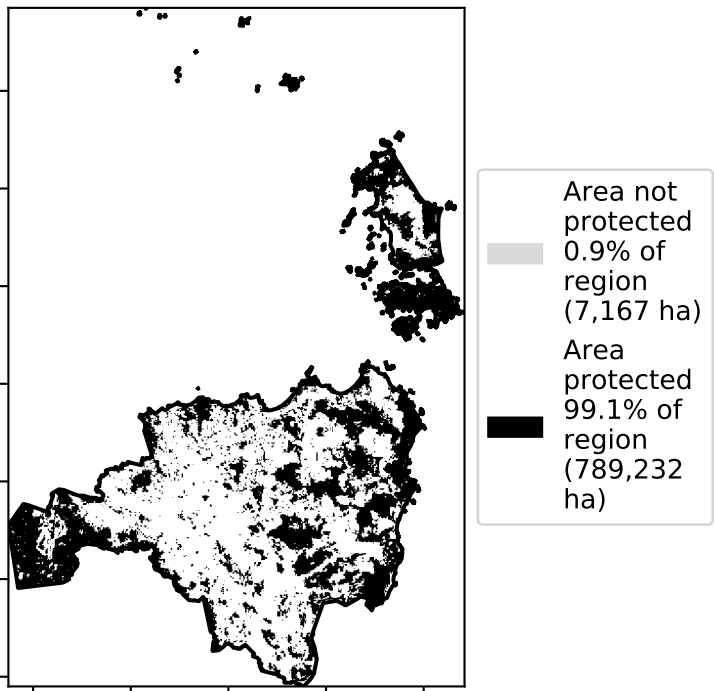 Area not
protected
0.9% of
region
(7,167 ha)
Area
protected
99.1% of
region
(789,232
ha)